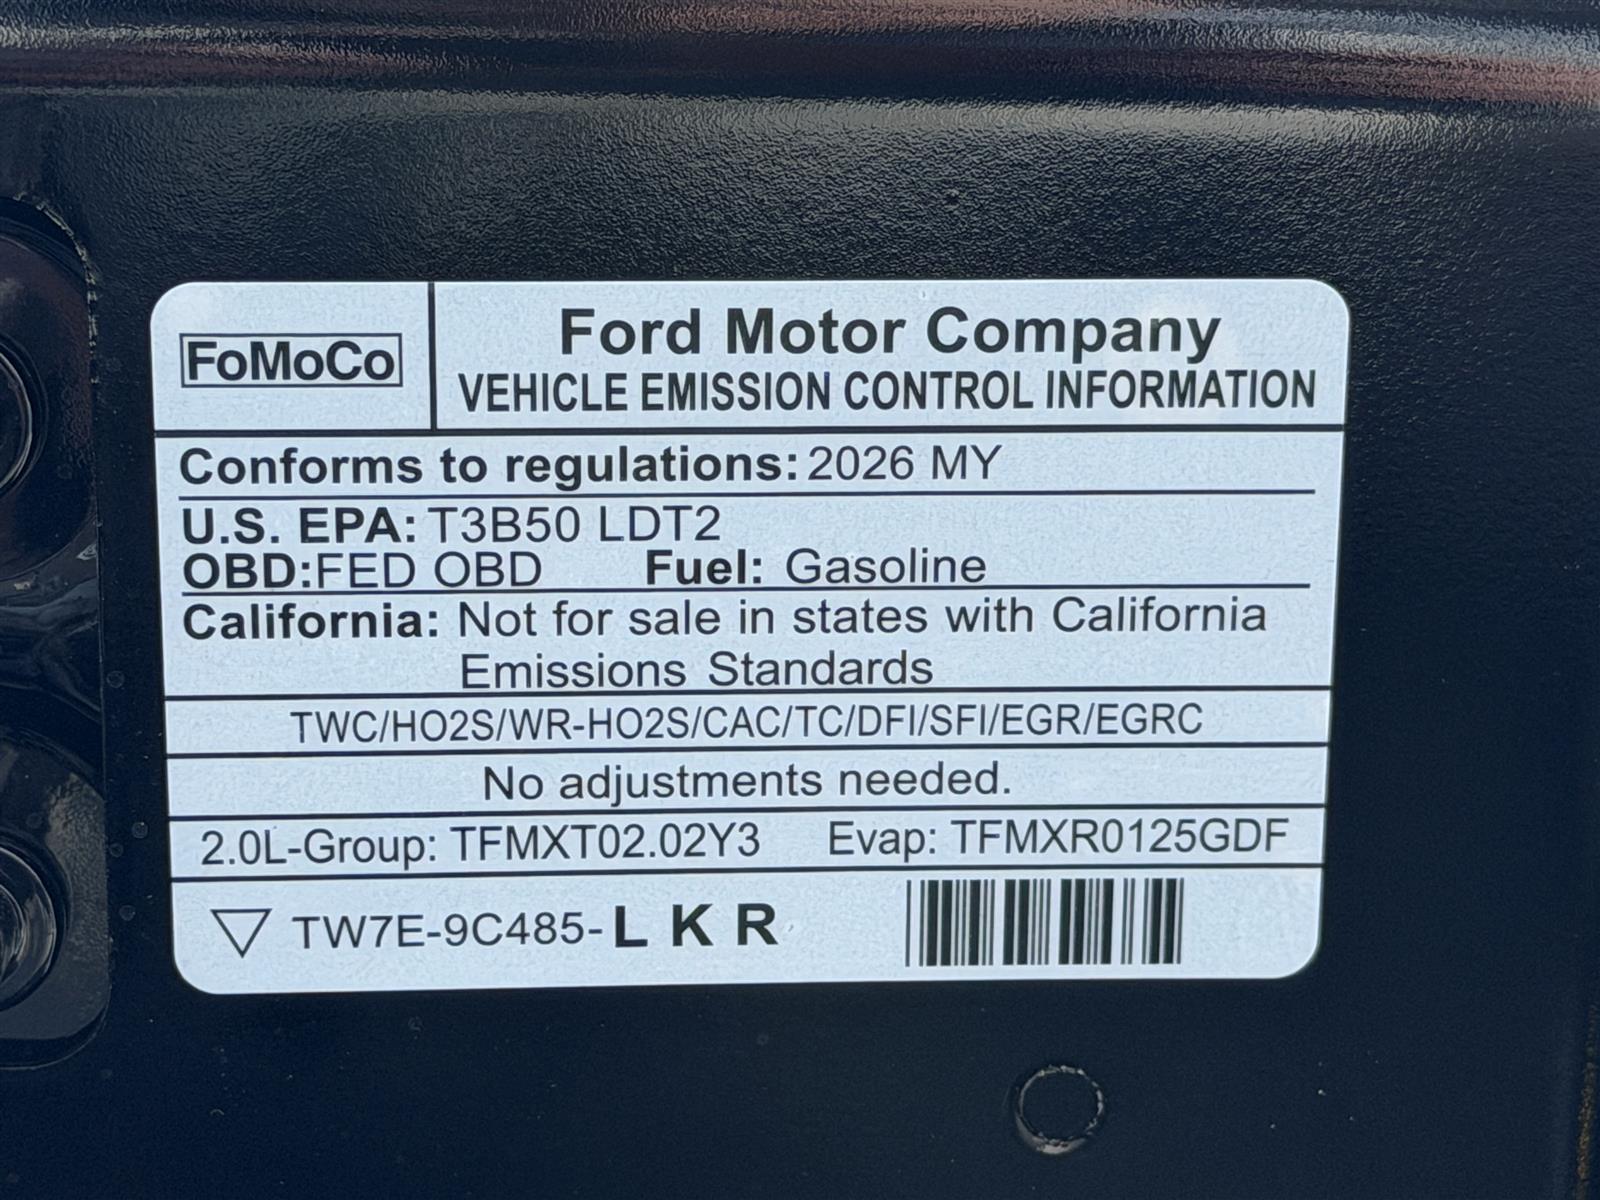 FoMoCo
Ford Motor Company
VEHICLE EMISSION CONTROL INFORMATION
Conforms to regulations: 2026 MY
U.S. EPA: T3B50 LDT2
OBD:FED OBD Fuel: Gasoline
California: Not for sale in states with California
Emissions Standards
TWC/HO2S/WR-HO2S/CAC/TC/DFI/SFI/EGR/EGRC
No adjustments needed.
2.0L-Group: TFMXT02.02Y3 Evap: TFMXR0125GDF
TW7E-9C485-L K R